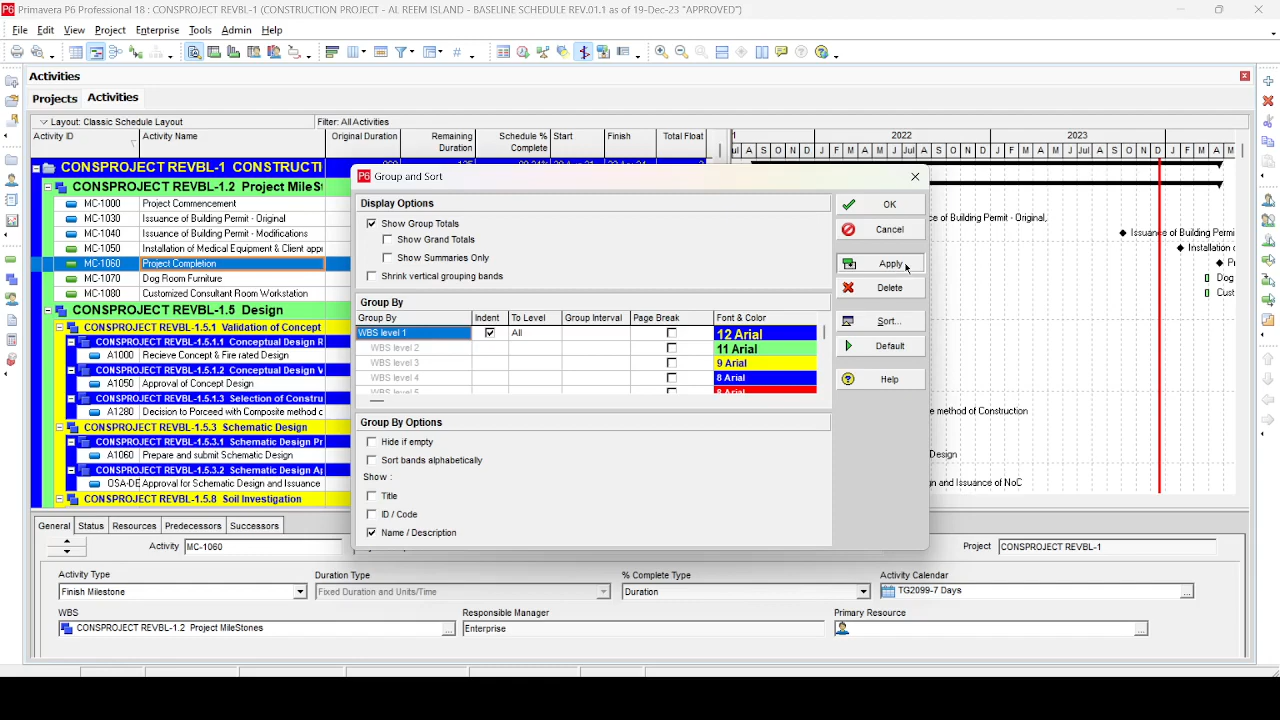 Primavera P6 Professional 18 : CONSPROJECT REVBL-1 (CONSTRUCTION PROJECT - AL REEM ISLAND - BASELINE SCHEDULE REV.01.1 as of 19-Dec-23 "APPROVED")
File Edit View Project Enterprise Tools Admin Help
Activities
Projects Activities
Layout: Classic Schedule Layout Filter: All Activities
Activity ID Activity Name Original Duration Remaining Duration Schedule % Complete Start Finish Total Float
2022 2023
A S O N D J F M A M J Jul A S O N D J F M A M J Jul A S O N D J F M A M
CONSPROJECT REVBL-1 CONSTRUCTI
CONSPROJECT REVBL-1.2 Project MileSt
MC-1000 Project Commencement
MC-1030 Issuance of Building Permit - Original
ce of Building Permit - Original,
MC-1040 Issuance of Building Permit - Modifications
Issuance of Building Permi
MC-1050 Installation of Medical Equipment & Client appr
Installation c
MC-1060 Project Completion
MC-1070 Dog Room Furniture
Dog
MC-1080 Customized Consultant Room Workstation
Cust
CONSPROJECT REVBL-1.5 Design
CONSPROJECT REVBL-1.5.1 Validation of Concept
CONSPROJECT REVBL-1.5.1.1 Conceptual Design R
A1000 Recieve Concept & Fire rated Design
CONSPROJECT REVBL-1.5.1.2 Conceptual Design V
A1050 Approval of Concept Design
CONSPROJECT REVBL-1.5.1.3 Selection of Constru
A1280 Decision to Porceed with Composite method c
e method of Construction
CONSPROJECT REVBL-1.5.3 Schematic Design
CONSPROJECT REVBL-1.5.3.1 Schematic Design Pr
A1060 Prepare and submit Schematic Design
Design
CONSPROJECT REVBL-1.5.3.2 Schematic Design Ap
OSA-DE Approval for Schematic Design and Issuance
n and Issuance of NoC
CONSPROJECT REVBL-1.5.8 Soil Investigation
Group and Sort
Display Options
Show Group Totals
Show Grand Totals
Show Summaries Only
Shrink vertical grouping bands
Group By
Group By Indent To Level Group Interval Page Break Font & Color
WBS level 1 All 12 Arial
WBS level 2 11 Arial
WBS level 3 9 Arial
WBS level 4 8 Arial
WBS level 5 8 Arial
Group By Options
Hide if empty
Sort bands alphabetically
Show :
Title
ID / Code
Name / Description
OK
Cancel
Apply
Delete
Sort...
Default
Help
General Status Resources Predecessors Successors
Activity MC-1060 Project CONSPROJECT REVBL-1
Activity Type Duration Type % Complete Type Activity Calendar
Finish Milestone Fixed Duration and Units/Time Duration TG2099-7 Days
WBS Responsible Manager Primary Resource
CONSPROJECT REVBL-1.2 Project MileStones Enterprise